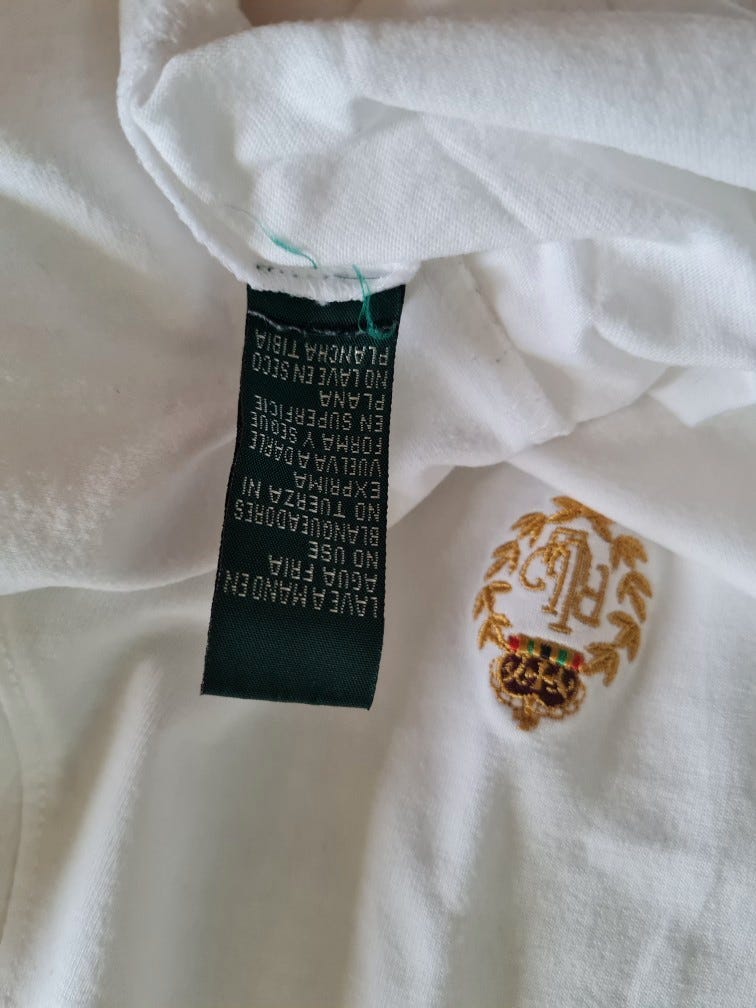 LAVE A MANO EN
AGUA FRIA
NO USE
BLANQUEADORES
NO TUERZA NI
EXPRIMA
VUELVA A DARLE
FORMA Y SEQUE
EN SUPERFICIE
PLANA
NO LAVE EN SECO
PLANCHA TIBIA